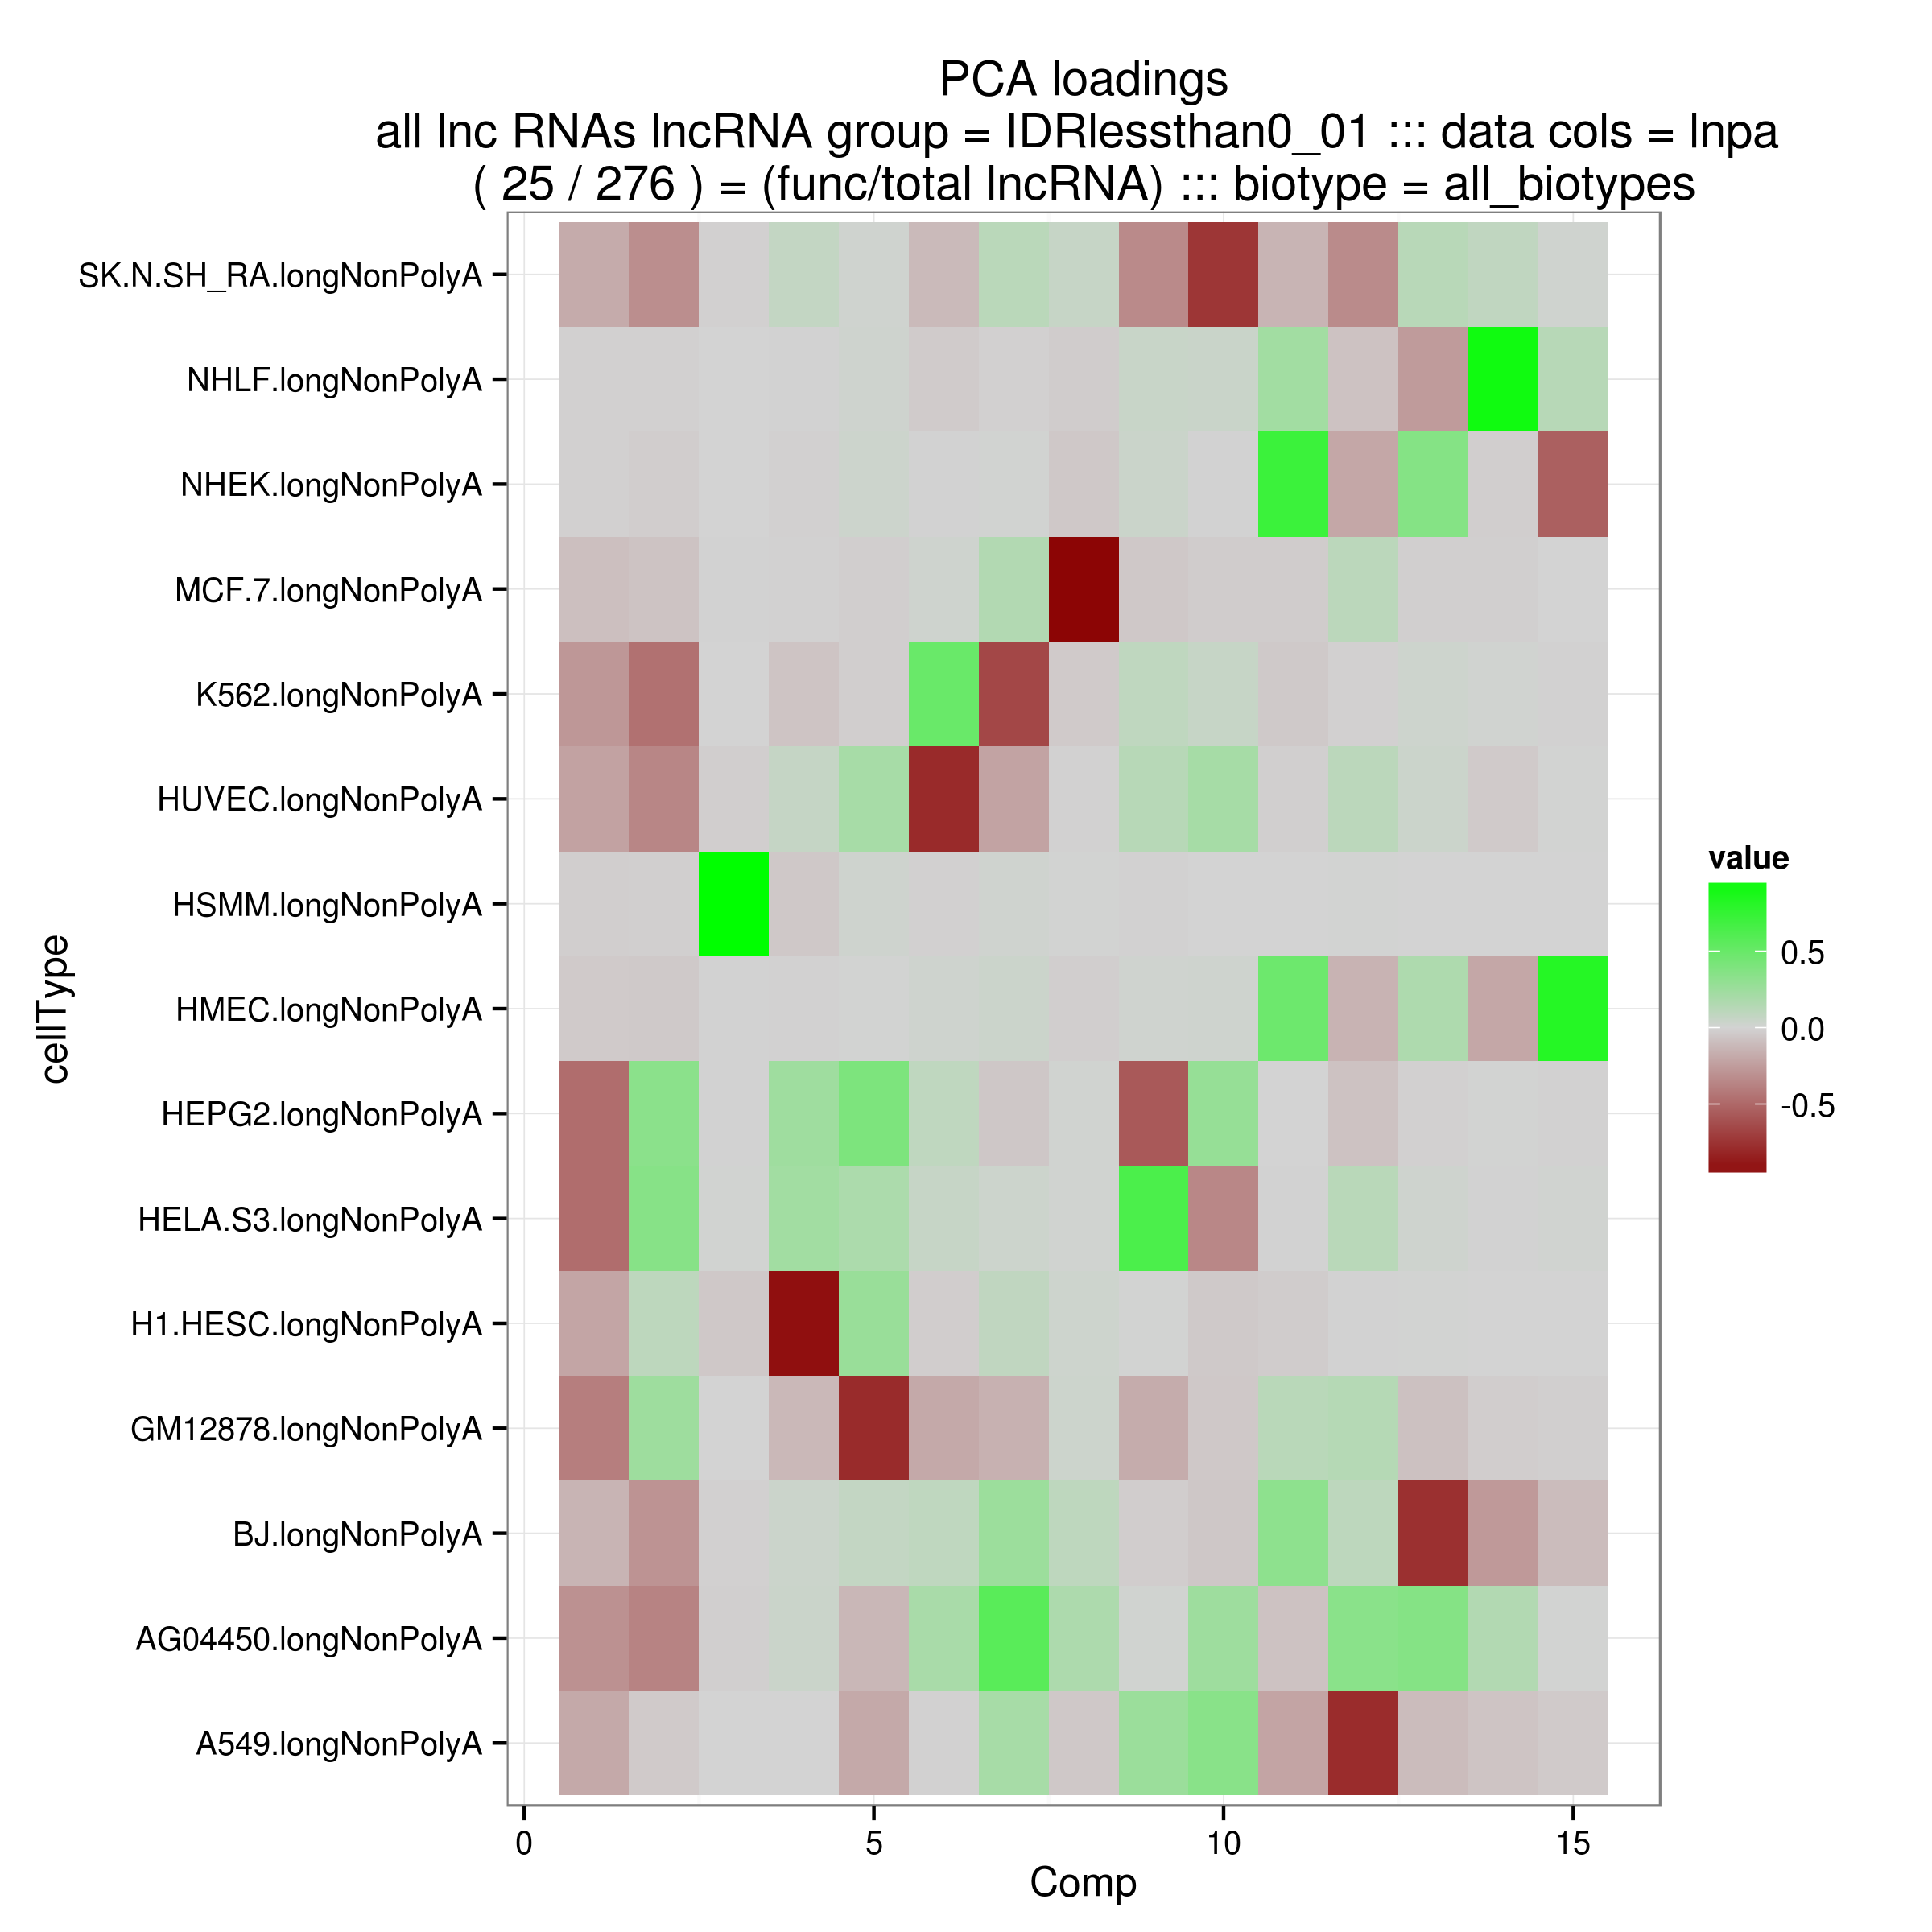 PCA loadings
all lnc RNAs lncRNA group = IDRlessthan0_01 ::: data cols = lnpa
( 25 / 276 ) = (func/total lncRNA) ::: biotype = all_biotypes
SK.N.SH_RA.longNonPolyA
NHLF.longNonPolyA
NHEK.longNonPolyA
MCF.7.longNonPolyA
K562.longNonPolyA
HUVEC.longNonPolyA
HSMM.longNonPolyA
HMEC.longNonPolyA
HEPG2.longNonPolyA
HELA.S3.longNonPolyA
H1.HESC.longNonPolyA
GM12878.longNonPolyA
BJ.longNonPolyA
AG04450.longNonPolyA
A549.longNonPolyA
cellType
0 5 10 15
Comp
value
0.5
0.0
-0.5